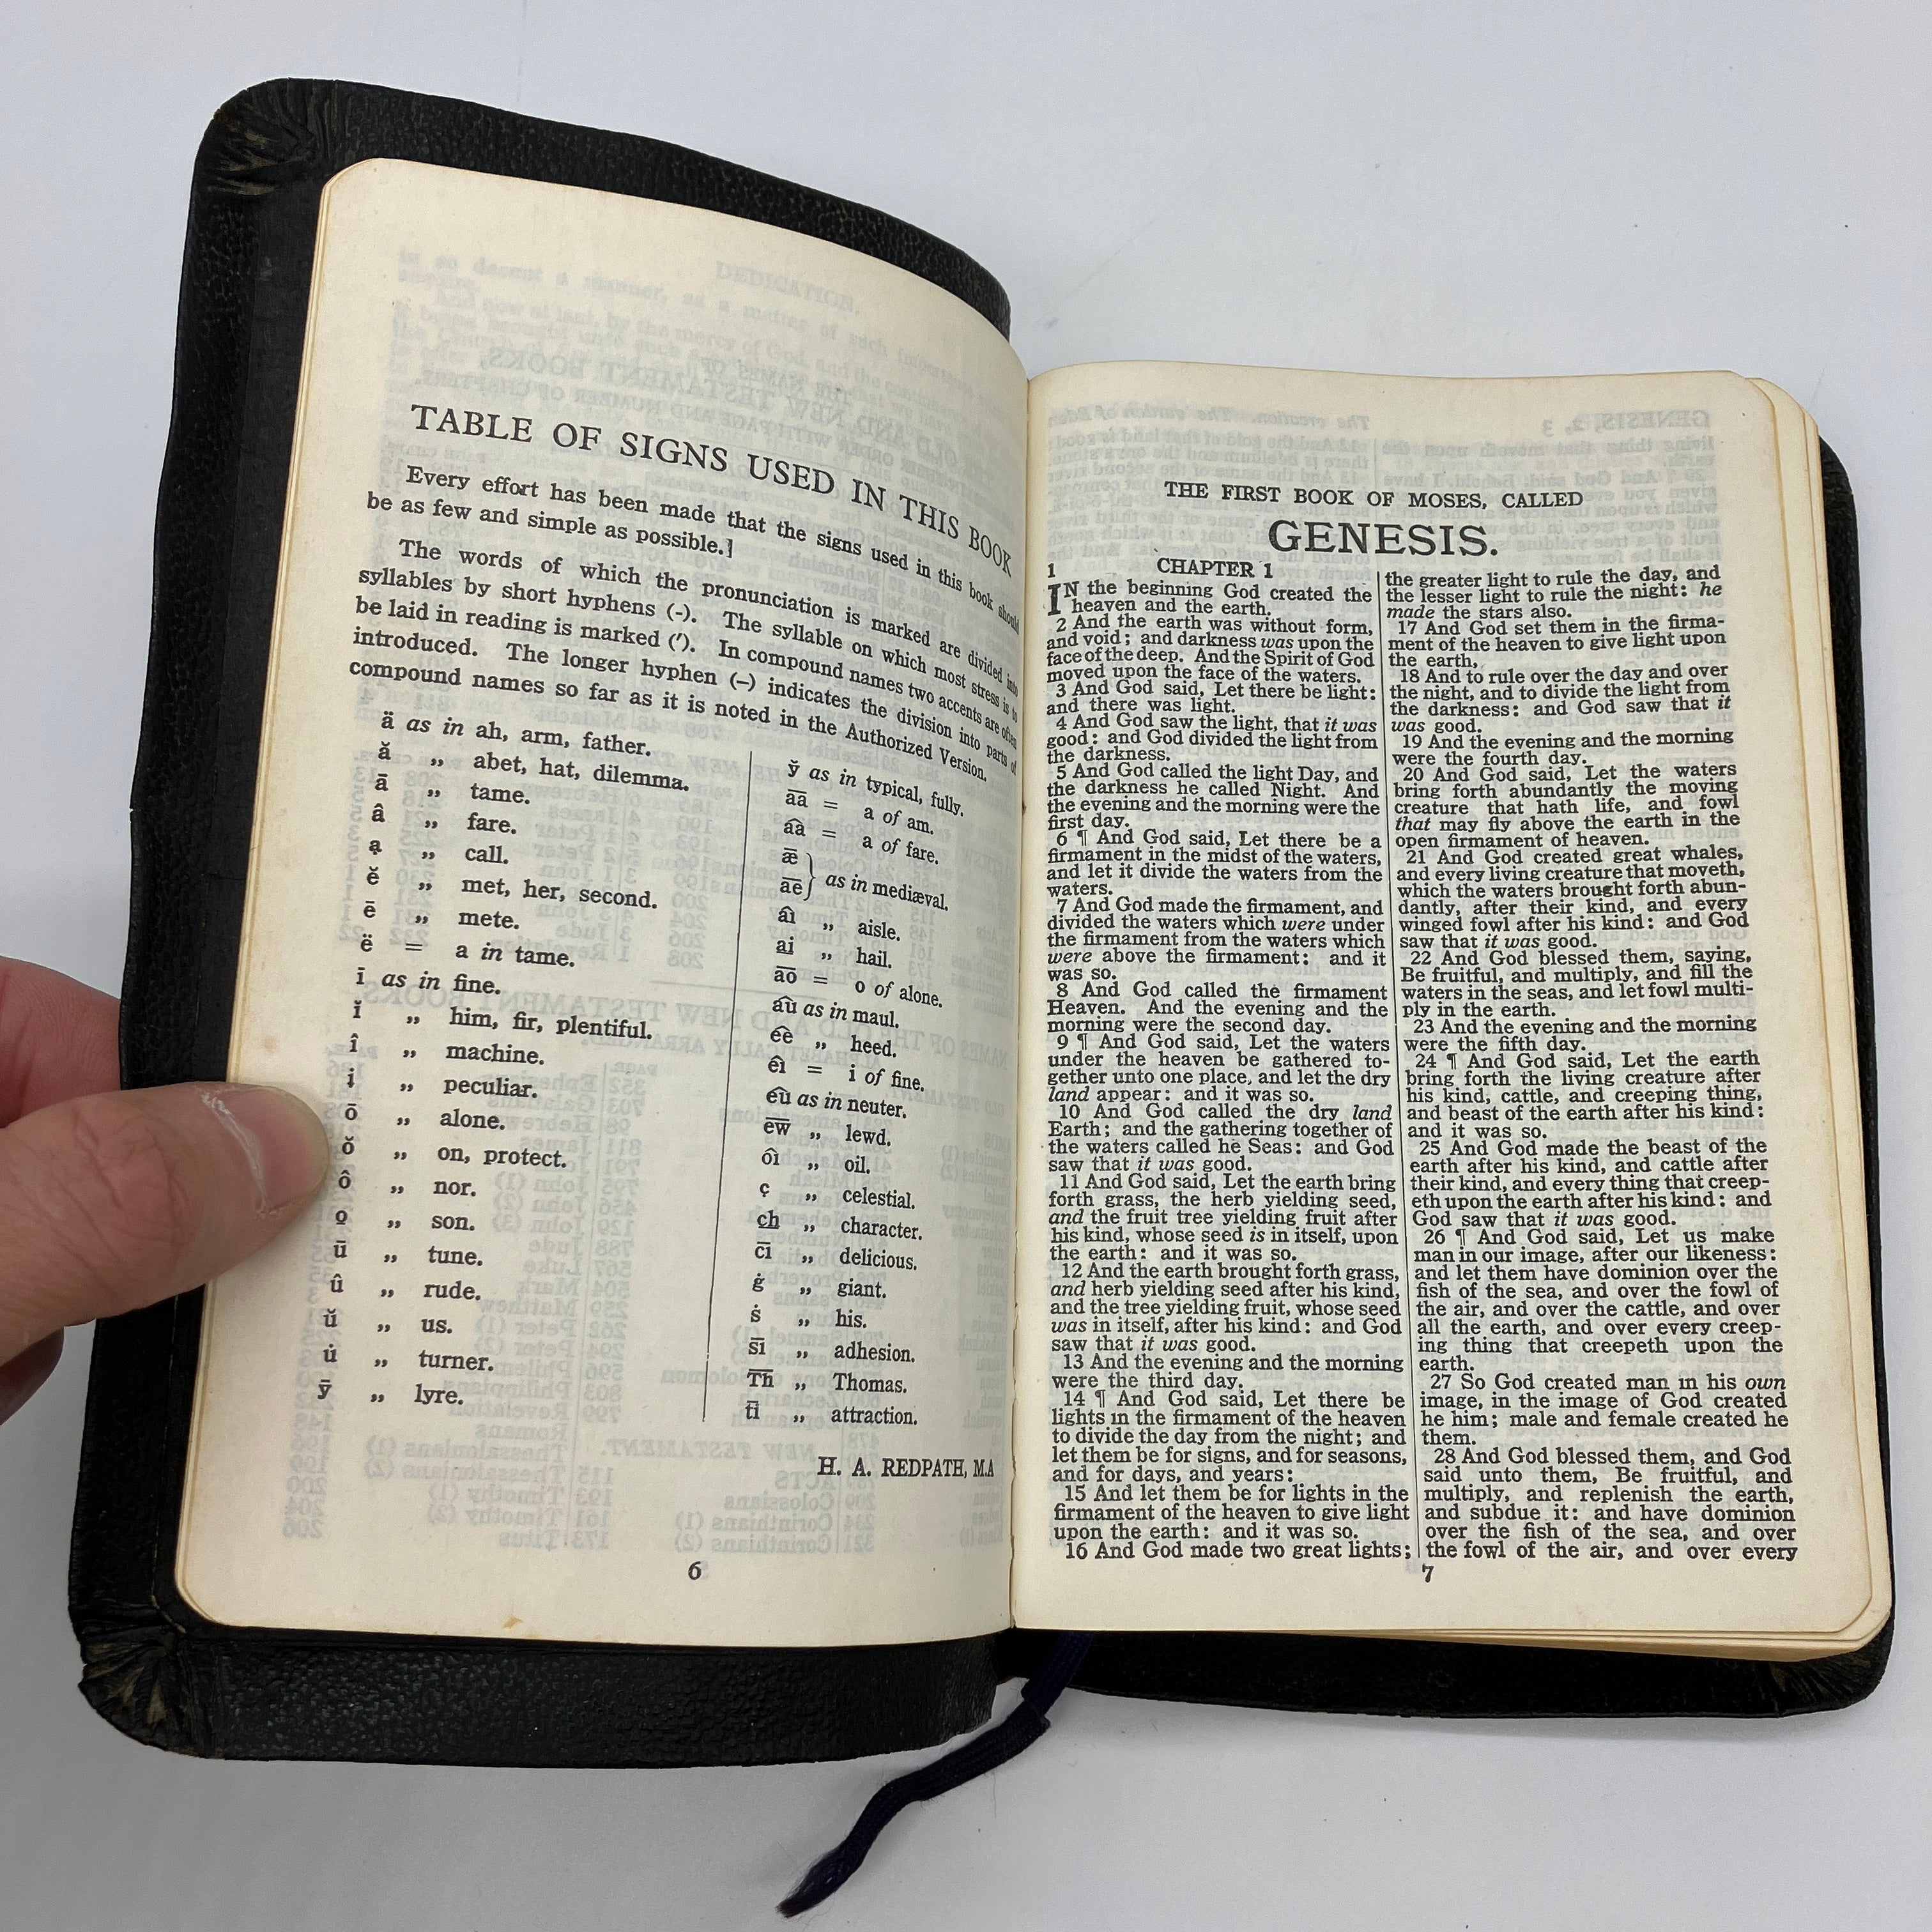 TABLE OF SIGNS USED IN THIS BOOK
Every effort has been made that the signs used in this book should
be as few and simple as possible.]
The words of which the pronunciation is marked are divided into
syllables by short hyphens (-). The syllable on which most stress is to
be laid in reading is marked (′). In compound names two accents are often
introduced. The longer hyphen (–) indicates the division into parts of
compound names so far as it is noted in the Authorized Version.
ä as in ah, arm, father.
ă „ abet, hat, dilemma.
ā „ tame.
â „ fare.
ạ „ call.
ĕ „ met, her, second.
ē „ mete.
ë = a in tame.
ī as in fine.
ĭ „ him, fir, plentiful.
î „ machine.
i̩ „ peculiar.
ō „ alone.
ŏ „ on, protect.
ô „ nor.
o̩ „ son.
ū „ tune.
û „ rude.
ŭ „ us.
u̇ „ turner.
ȳ „ lyre.
y̆ as in typical, fully.
a͞a = a of am.
âa = a of fare.
æ̅
a͞e } as in mediæval.
âi „ aisle.
ai „ hail.
a͞o = o of alone.
âu as in maul.
êe „ heed.
êi = i of fine.
êu as in neuter.
ew „ lewd.
ôi „ oil.
ç „ celestial.
c͟h „ character.
c͞i „ delicious.
ġ „ giant.
ṡ „ his.
s͞i „ adhesion.
T͞h „ Thomas.
t͞i „ attraction.
H. A. REDPATH, M.A
6
THE FIRST BOOK OF MOSES, CALLED
GENESIS.
1 CHAPTER 1
IN the beginning God created the
heaven and the earth.
2 And the earth was without form,
and void; and darkness was upon the
face of the deep. And the Spirit of God
moved upon the face of the waters.
3 And God said, Let there be light:
and there was light.
4 And God saw the light, that it was
good: and God divided the light from
the darkness.
5 And God called the light Day, and
the darkness he called Night. And
the evening and the morning were the
first day.
6 ¶ And God said, Let there be a
firmament in the midst of the waters,
and let it divide the waters from the
waters.
7 And God made the firmament, and
divided the waters which were under
the firmament from the waters which
were above the firmament: and it
was so.
8 And God called the firmament
Heaven. And the evening and the
morning were the second day.
9 ¶ And God said, Let the waters
under the heaven be gathered to-
gether unto one place, and let the dry
land appear: and it was so.
10 And God called the dry land
Earth; and the gathering together of
the waters called he Seas: and God
saw that it was good.
11 And God said, Let the earth bring
forth grass, the herb yielding seed,
and the fruit tree yielding fruit after
his kind, whose seed is in itself, upon
the earth: and it was so.
12 And the earth brought forth grass,
and herb yielding seed after his kind,
and the tree yielding fruit, whose seed
was in itself, after his kind: and God
saw that it was good.
13 And the evening and the morning
were the third day.
14 ¶ And God said, Let there be
lights in the firmament of the heaven
to divide the day from the night; and
let them be for signs, and for seasons,
and for days, and years:
15 And let them be for lights in the
firmament of the heaven to give light
upon the earth: and it was so.
16 And God made two great lights;
the greater light to rule the day, and
the lesser light to rule the night: he
made the stars also.
17 And God set them in the firma-
ment of the heaven to give light upon
the earth,
18 And to rule over the day and over
the night, and to divide the light from
the darkness: and God saw that it
was good.
19 And the evening and the morning
were the fourth day.
20 And God said, Let the waters
bring forth abundantly the moving
creature that hath life, and fowl
that may fly above the earth in the
open firmament of heaven.
21 And God created great whales,
and every living creature that moveth,
which the waters brought forth abun-
dantly, after their kind, and every
winged fowl after his kind: and God
saw that it was good.
22 And God blessed them, saying,
Be fruitful, and multiply, and fill the
waters in the seas, and let fowl multi-
ply in the earth.
23 And the evening and the morning
were the fifth day.
24 ¶ And God said, Let the earth
bring forth the living creature after
his kind, cattle, and creeping thing,
and beast of the earth after his kind:
and it was so.
25 And God made the beast of the
earth after his kind, and cattle after
their kind, and every thing that creep-
eth upon the earth after his kind: and
God saw that it was good.
26 ¶ And God said, Let us make
man in our image, after our likeness:
and let them have dominion over the
fish of the sea, and over the fowl of
the air, and over the cattle, and over
all the earth, and over every creep-
ing thing that creepeth upon the
earth.
27 So God created man in his own
image, in the image of God created
he him; male and female created he
them.
28 And God blessed them, and God
said unto them, Be fruitful, and
multiply, and replenish the earth,
and subdue it: and have dominion
over the fish of the sea, and over
the fowl of the air, and over every
7